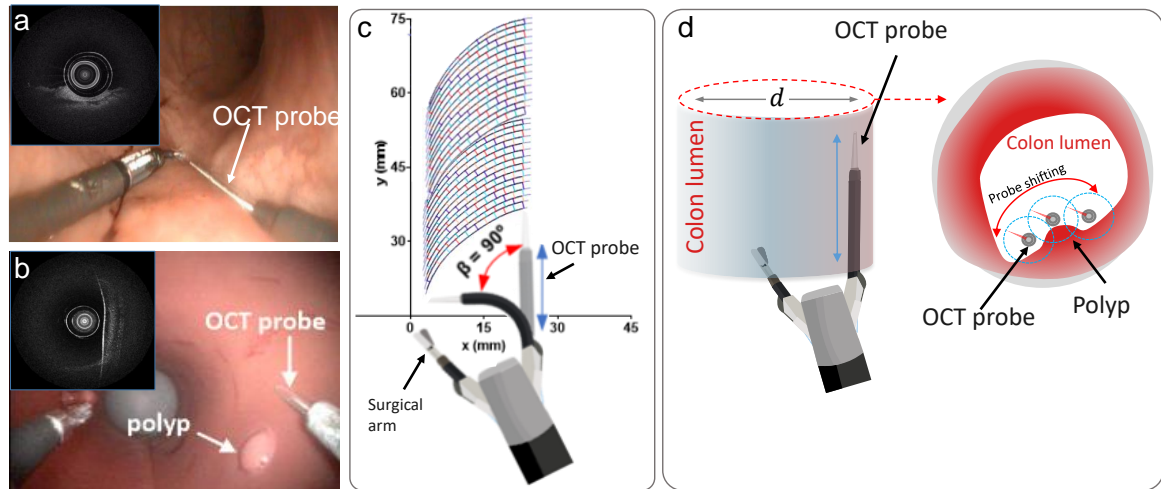 a
OCT probe
b
OCT probe
polyp
c
75
60
45
30
0
15
30
45
y (mm)
x (mm)
β = 90°
OCT probe
Surgical
arm
d
OCT probe
d
Colon lumen
Colon lumen
Probe shifting
OCT probe
Polyp